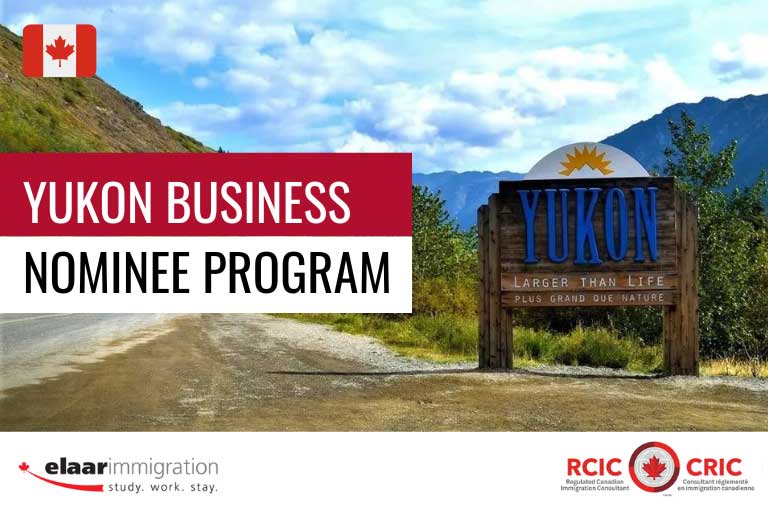 YUKON BUSINESS
NOMINEE PROGRAM
YUKON
LARGER THAN LIFE
PLUS GRAND QUE NATURE
elaarimmigration
study. work. stay.
RCIC CRIC
Regulated Canadian
Immigration Consultant
Consultant réglementé
en immigration canadienne